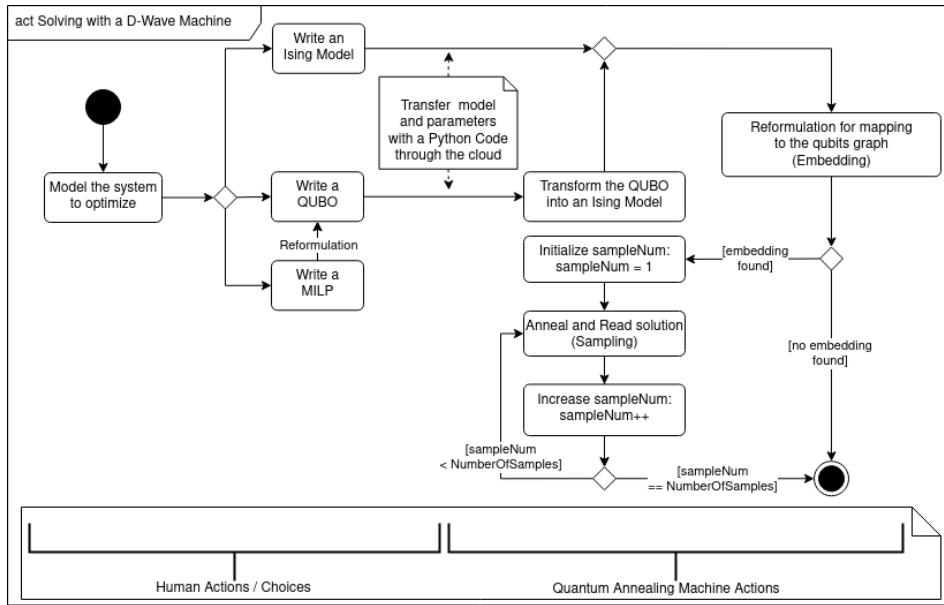 act Solving with a D-Wave Machine
Write an
Ising Model
Transfer model
and parameters
with a Python Code
through the cloud
Reformulation for mapping
to the qubits graph
(Embedding)
Model the system
to optimize
Write a
QUBO
Transform the QUBO
into an Ising Model
Reformulation
Write a
MILP
Initialize sampleNum:
sampleNum = 1
[embedding
found]
Anneal and Read solution
(Sampling)
[no embedding
found]
Increase sampleNum:
sampleNum++
[sampleNum
< NumberOfSamples]
[sampleNum
== NumberOfSamples]
Human Actions / Choices
Quantum Annealing Machine Actions